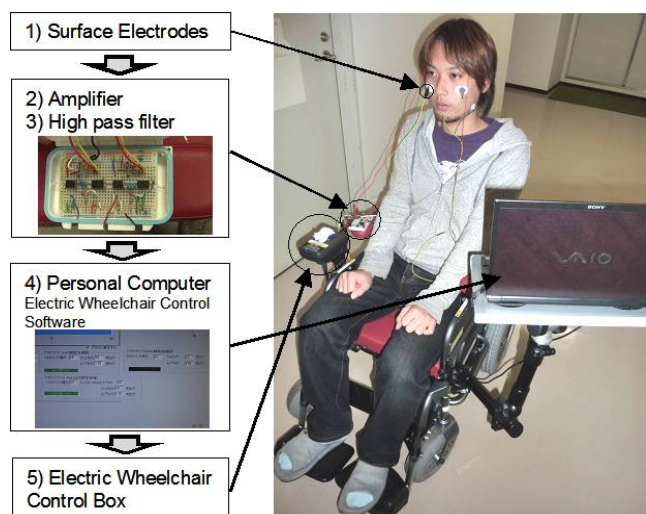 1) Surface Electrodes
2) Amplifier
3) High pass filter
4) Personal Computer
Electric Wheelchair Control
Software
5) Electric Wheelchair
Control Box
SONY
VAIO